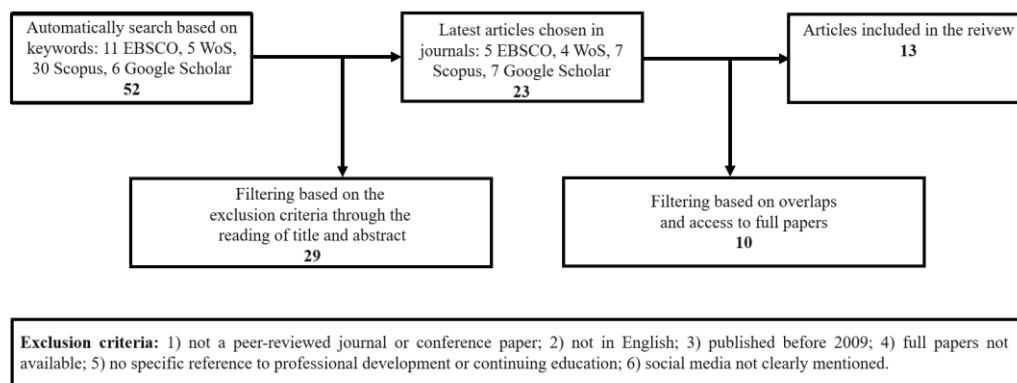 Automatically search based on
keywords: 11 EBSCO, 5 WoS,
30 Scopus, 6 Google Scholar
52
Latest articles chosen in
journals: 5 EBSCO, 4 WoS, 7
Scopus, 7 Google Scholar
23
Articles included in the reivew
13
Filtering based on the
exclusion criteria through the
reading of title and abstract
29
Filtering based on overlaps
and access to full papers
10
Exclusion criteria: 1) not a peer-reviewed journal or conference paper; 2) not in English; 3) published before 2009; 4) full papers not
available; 5) no specific reference to professional development or continuing education; 6) social media not clearly mentioned.